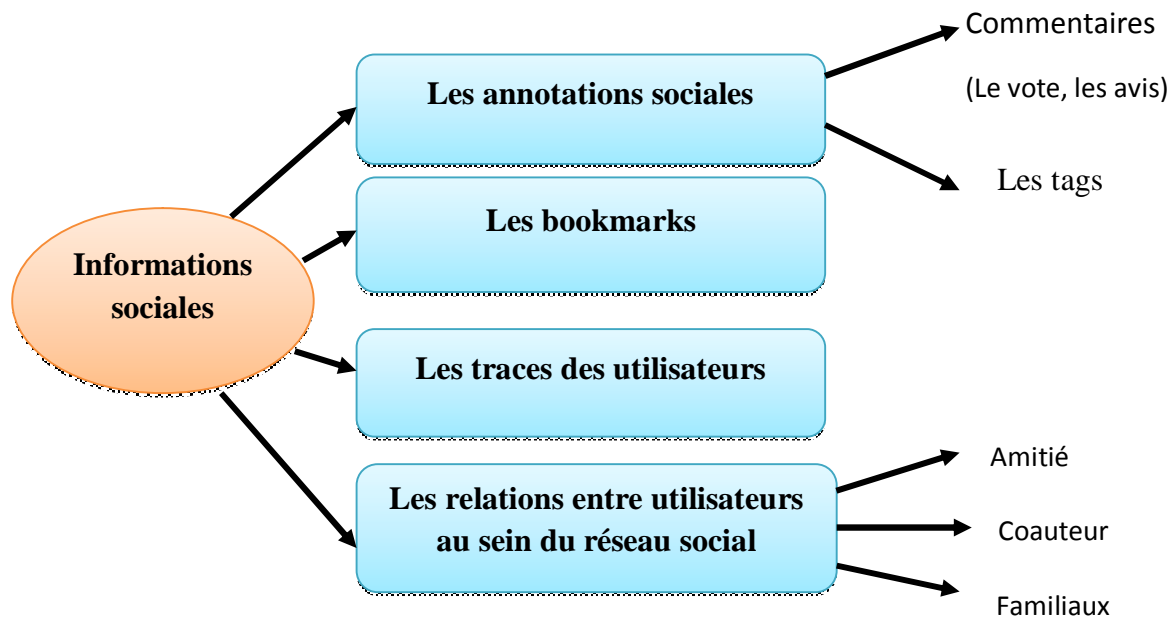 Informations
sociales
Les annotations sociales
Commentaires
(Le vote, les avis)
Les tags
Les bookmarks
Les traces des utilisateurs
Les relations entre utilisateurs
au sein du réseau social
Amitié
Coauteur
Familiaux